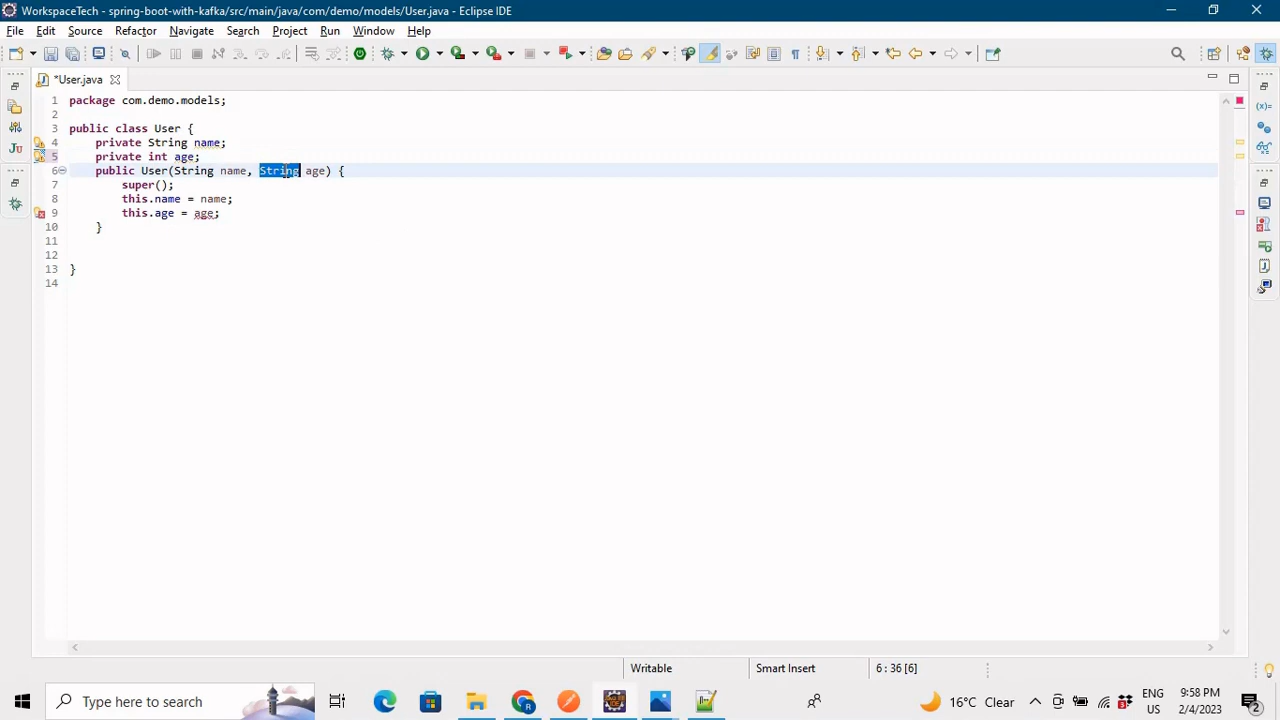 WorkspaceTech - spring-boot-with-kafka/src/main/java/com/demo/models/User.java - Eclipse IDE
File Edit Source Refactor Navigate Search Project Run Window Help
*User.java
1 package com.demo.models;
2
3 public class User {
4 private String name;
5 private int age;
6 public User(String name, String age) {
7 super();
8 this.name = name;
9 this.age = age;
10 }
11
12
13 }
14
Writable Smart Insert 6 : 36 [6]
Type here to search 16°C Clear ENG US 9:58 PM 2/4/2023